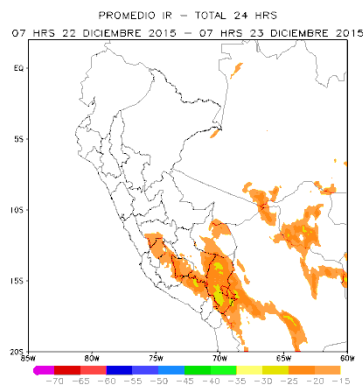 PROMEDIO IR – TOTAL 24 HRS
07 HRS 22 DICIEMBRE 2015 – 07 HRS 23 DICIEMBRE 2015
EQ
5S
10S
15S
20S
85W 80W 75W 70W 65W 60W
-70 -65 -60 -55 -50 -45 -40 -35 -30 -25 -20 -15